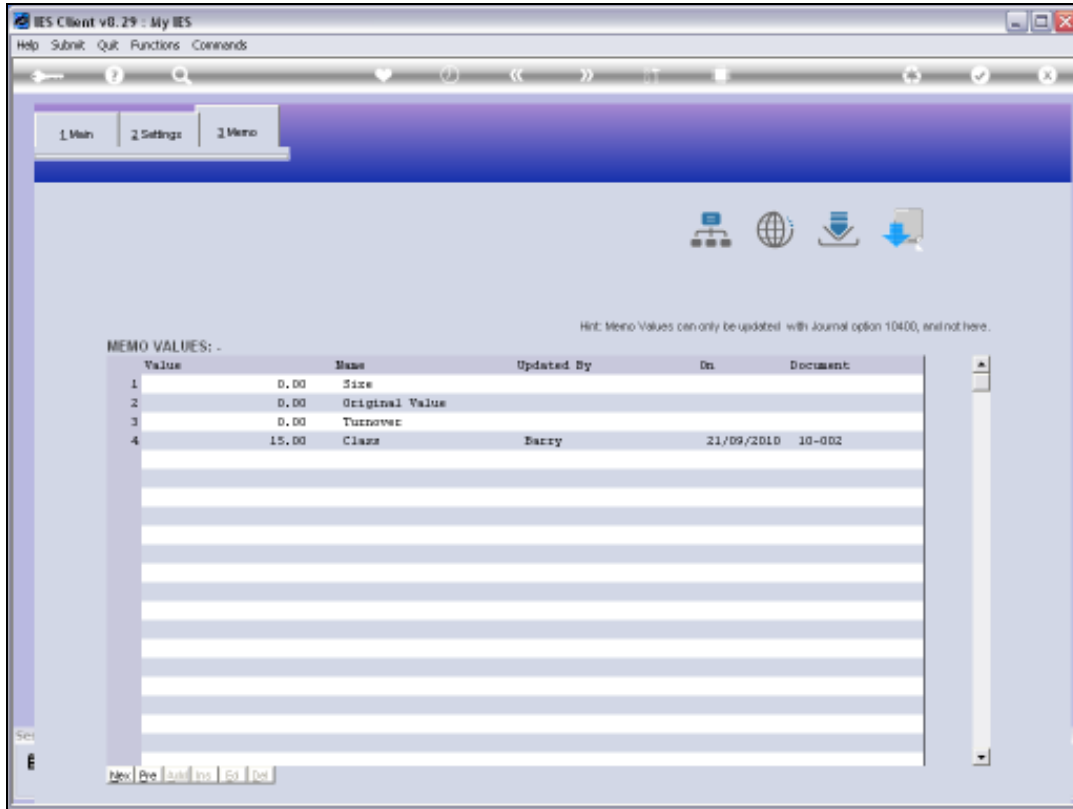 IES Client v8.29 : My IES
Help Submit Quit Functions Commands
1 Main 2 Settings 3 Memo
Hint: Memo Values can only be updated with Journal option 10400, and not here.
MEMO VALUES: -
Value Name Updated By On Document
1 0.00 Size
2 0.00 Original Value
3 0.00 Turnover
4 15.00 Class Barry 21/09/2010 10-002
Nex Pre Add Ins Ed Del